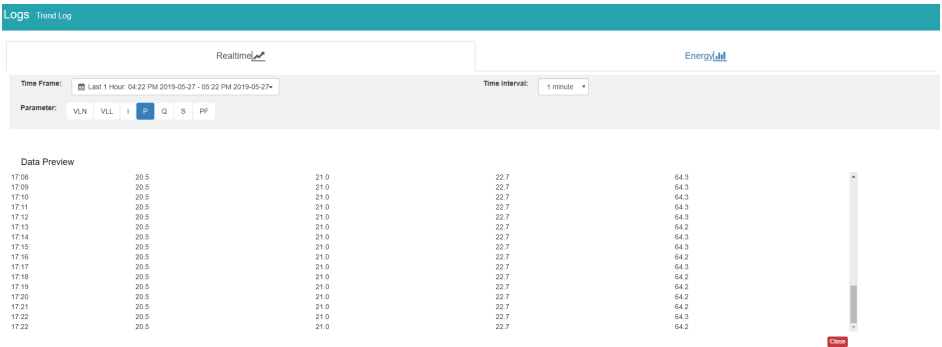 Logs Trend Log
Realtime Energy
Time Frame: Last 1 Hour: 04:22 PM 2019-05-27 - 05:22 PM 2019-05-27 Time Interval: 1 minute
Parameter: VLN VLL I P Q S PF
Data Preview
17:08 20.5 21.0 22.7 64.3
17:09 20.5 21.0 22.7 64.3
17:10 20.5 21.0 22.7 64.3
17:11 20.5 21.0 22.7 64.3
17:12 20.5 21.0 22.7 64.3
17:13 20.5 21.0 22.7 64.2
17:14 20.5 21.0 22.7 64.3
17:15 20.5 21.0 22.7 64.3
17:16 20.5 21.0 22.7 64.2
17:17 20.5 21.0 22.7 64.3
17:18 20.5 21.0 22.7 64.2
17:19 20.5 21.0 22.7 64.2
17:20 20.5 21.0 22.7 64.2
17:21 20.5 21.0 22.7 64.2
17:22 20.5 21.0 22.7 64.3
17:22 20.5 21.0 22.7 64.2
Close